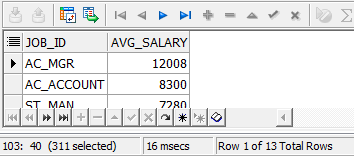 JOB_ID AVG_SALARY
AC_MGR 12008
AC_ACCOUNT 8300
ST_MAN 7280
103: 40 (311 selected) 16 msecs Row 1 of 13 Total Rows